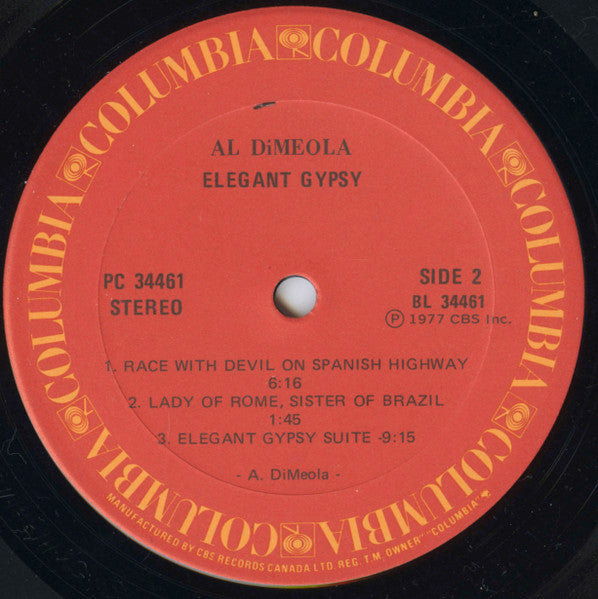 COLUMBIA COLUMBIA COLUMBIA COLUMBIA COLUMBIA COLUMBIA COLUMBIA
AL DiMEOLA
ELEGANT GYPSY
PC 34461
STEREO
SIDE 2
BL 34461
Ⓟ 1977 CBS Inc.
1. RACE WITH DEVIL ON SPANISH HIGHWAY
6:16
2. LADY OF ROME, SISTER OF BRAZIL
1:45
3. ELEGANT GYPSY SUITE -9:15
- A. DiMeola -
MANUFACTURED BY CBS RECORDS CANADA LTD. REG. T.M. OWNER" "COLUMBIA"